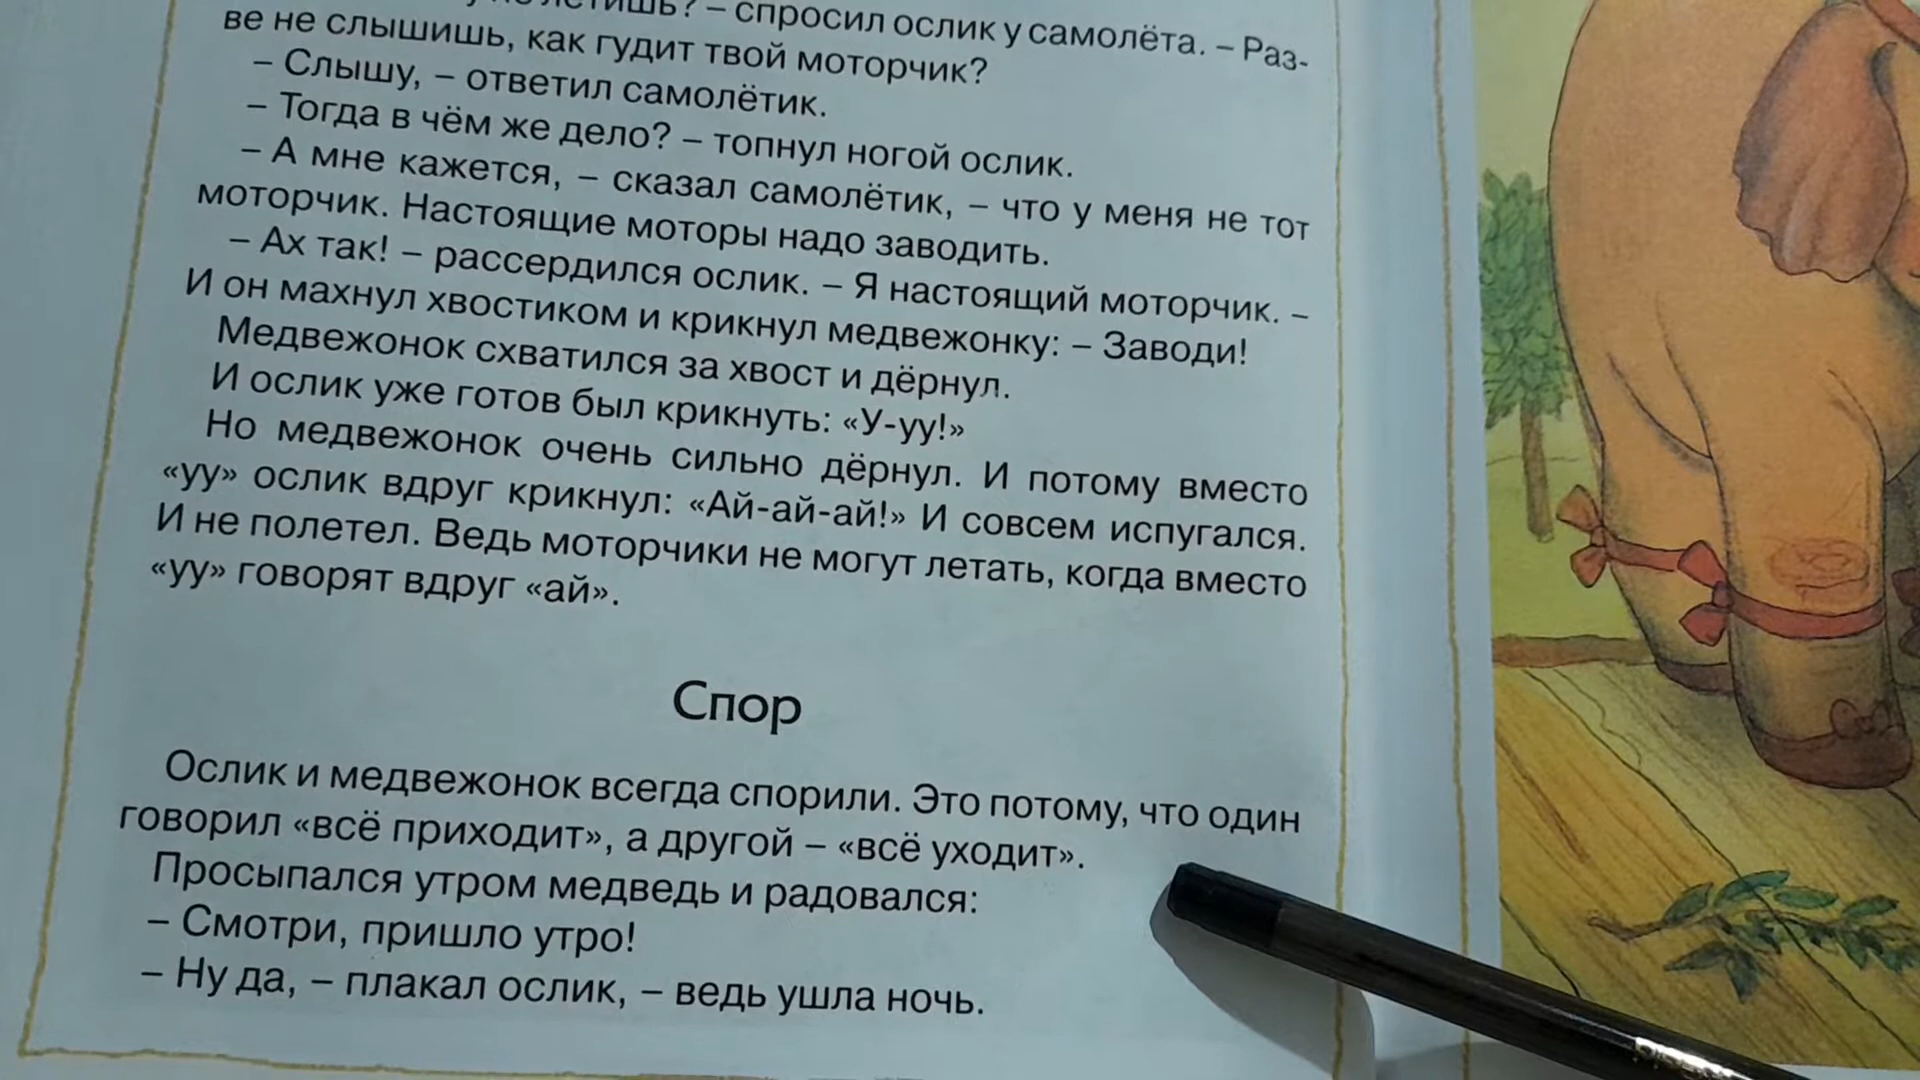 летишь? – спросил ослик у самолёта. – Раз-
ве не слышишь, как гудит твой моторчик?
– Слышу, – ответил самолётик.
– Тогда в чём же дело? – топнул ногой ослик.
– А мне кажется, – сказал самолётик, – что у меня не тот
моторчик. Настоящие моторы надо заводить.
– Ах так! – рассердился ослик. – Я настоящий моторчик. –
И он махнул хвостиком и крикнул медвежонку: – Заводи!
Медвежонок схватился за хвост и дёрнул.
И ослик уже готов был крикнуть: «У-уу!»
Но медвежонок очень сильно дёрнул. И потому вместо
«уу» ослик вдруг крикнул: «Ай-ай-ай!» И совсем испугался.
И не полетел. Ведь моторчики не могут летать, когда вместо
«уу» говорят вдруг «ай».
Спор
Ослик и медвежонок всегда спорили. Это потому, что один
говорил «всё приходит», а другой – «всё уходит».
Просыпался утром медведь и радовался:
– Смотри, пришло утро!
– Ну да, – плакал ослик, – ведь ушла ночь.